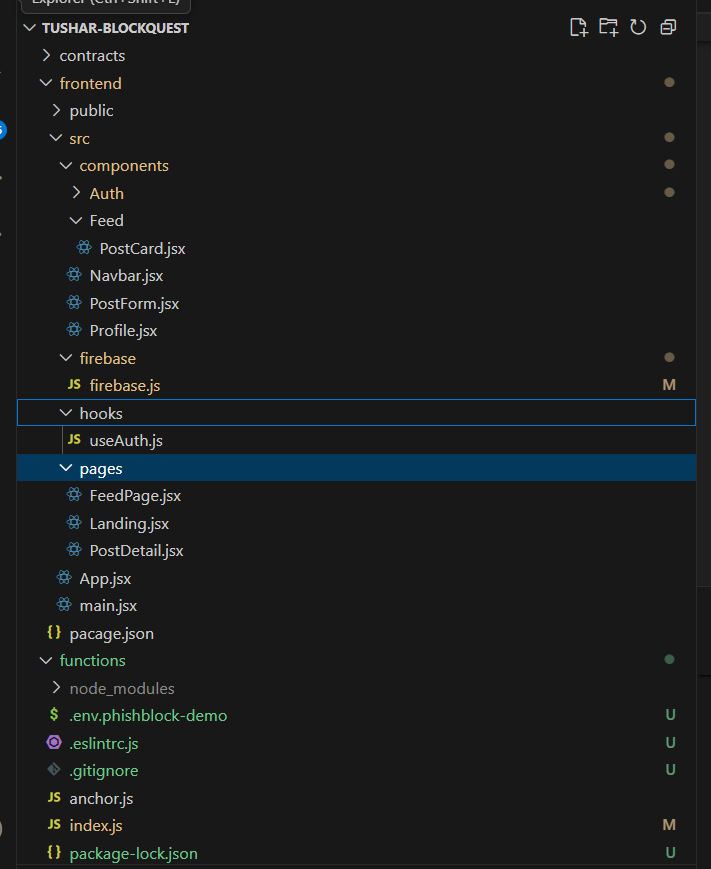 Explorer (Ctrl+Shift+E)
TUSHAR-BLOCKQUEST
contracts
frontend
public
src
components
Auth
Feed
PostCard.jsx
Navbar.jsx
PostForm.jsx
Profile.jsx
firebase
JS firebase.js M
hooks
JS useAuth.js
pages
FeedPage.jsx
Landing.jsx
PostDetail.jsx
App.jsx
main.jsx
{} pacage.json
functions
node_modules
$ .env.phishblock-demo U
.eslintrc.js U
.gitignore U
JS anchor.js
JS index.js M
{} package-lock.json U